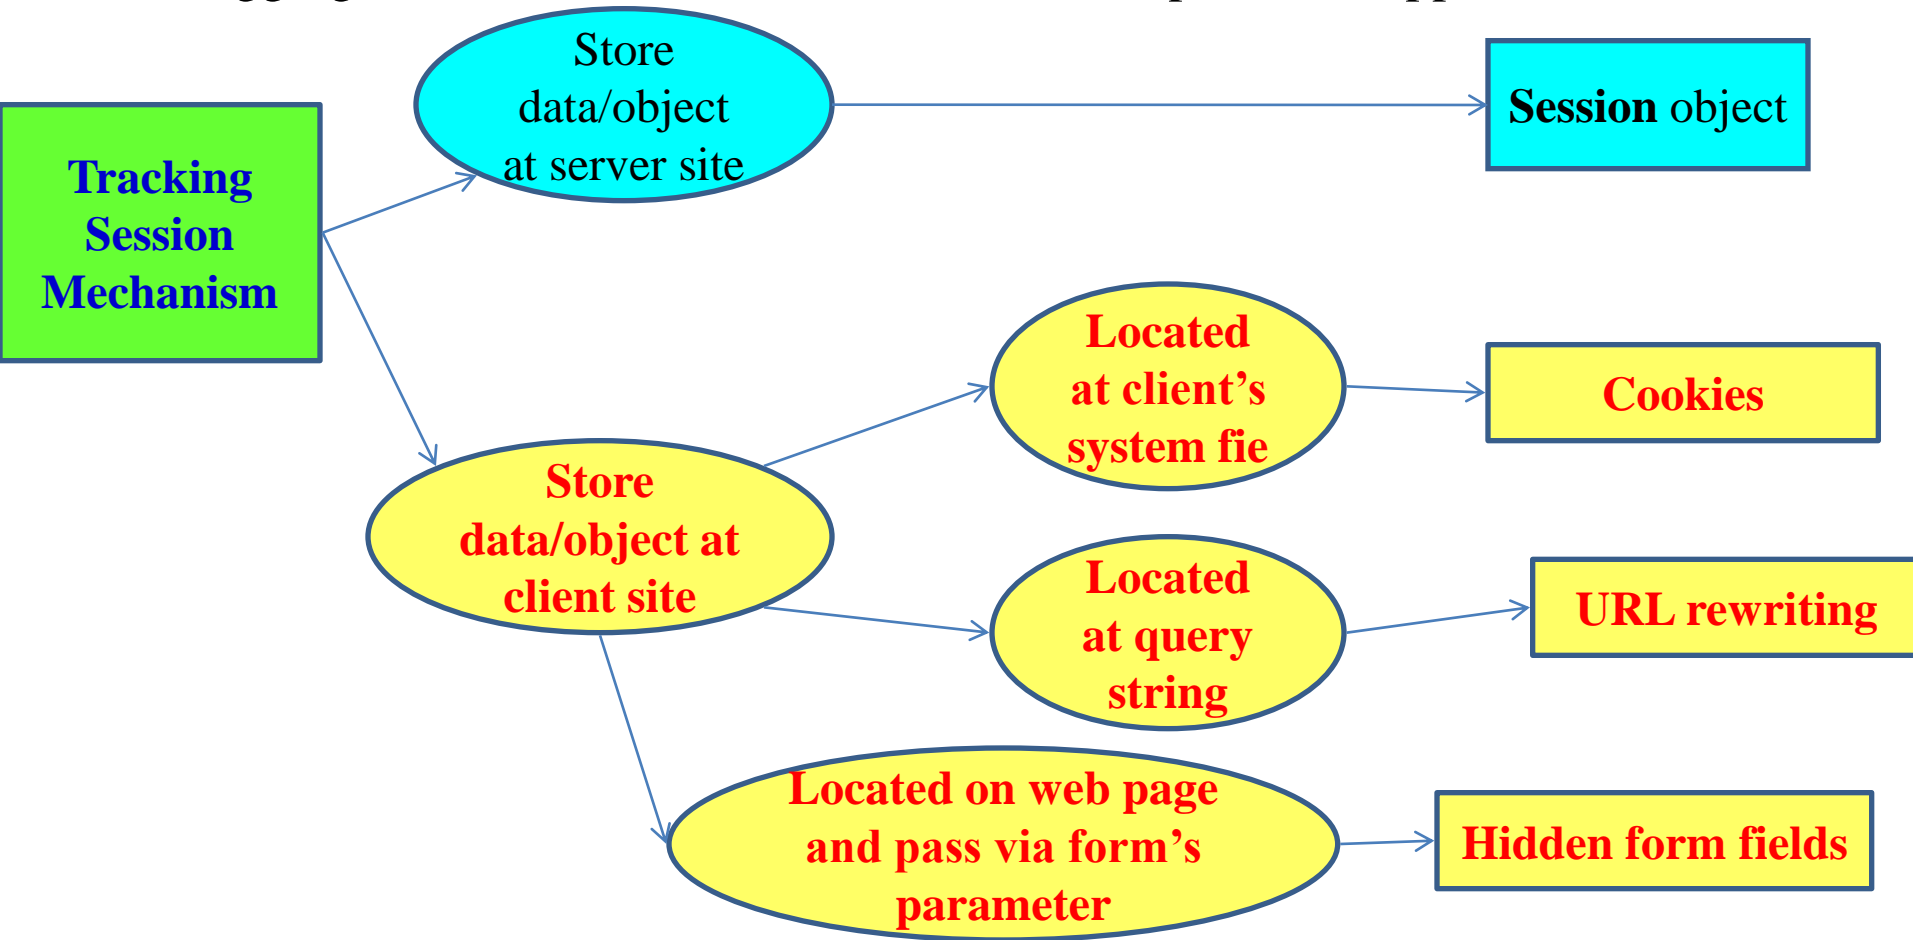 Store
data/object
at server site
Session object
Tracking
Session
Mechanism
Located
at client’s
system fie
Cookies
Store
data/object at
client site
Located
at query
string
URL rewriting
Located on web page
and pass via form’s
parameter
Hidden form fields